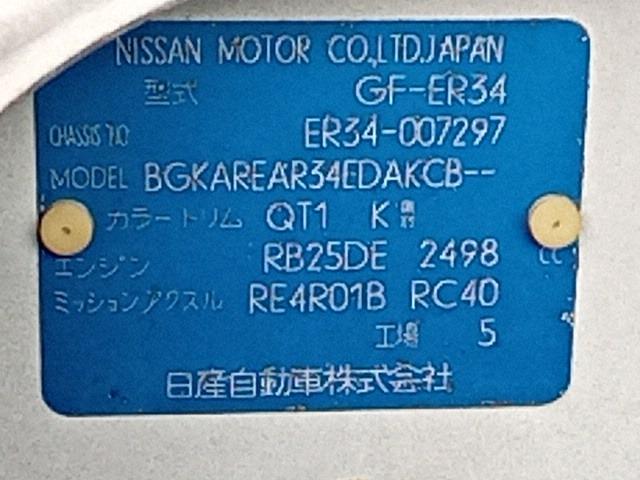 NISSAN MOTOR CO.,LTD.JAPAN
型式 GF-ER34
CHASSIS NO ER34-007297
MODEL BGKAREAR34EDAKCB--
カラートリム QT1 K
エンジン RB25DE 2498 CC
ミッションアクスル RE4R01B RC40
工場 5
日産自動車株式会社